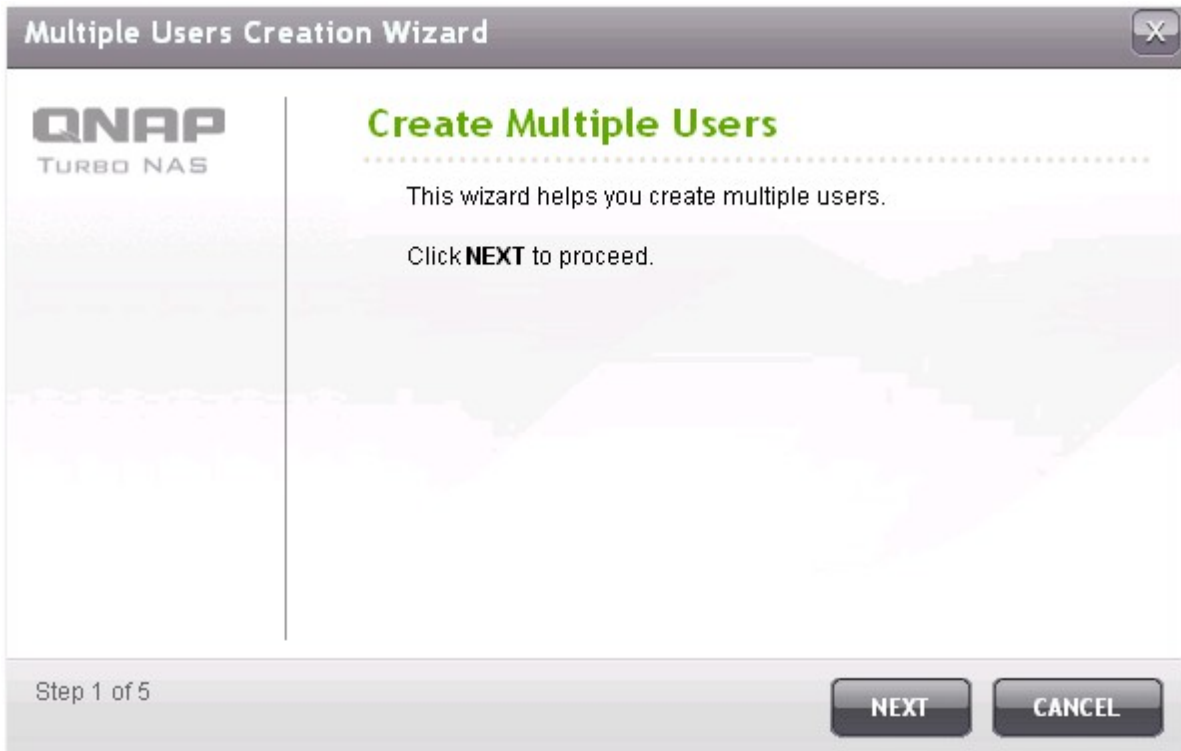 Multiple Users Creation Wizard
X
QNAP
TURBO NAS
Create Multiple Users
This wizard helps you create multiple users.
Click NEXT to proceed.
Step 1 of 5
NEXT
CANCEL